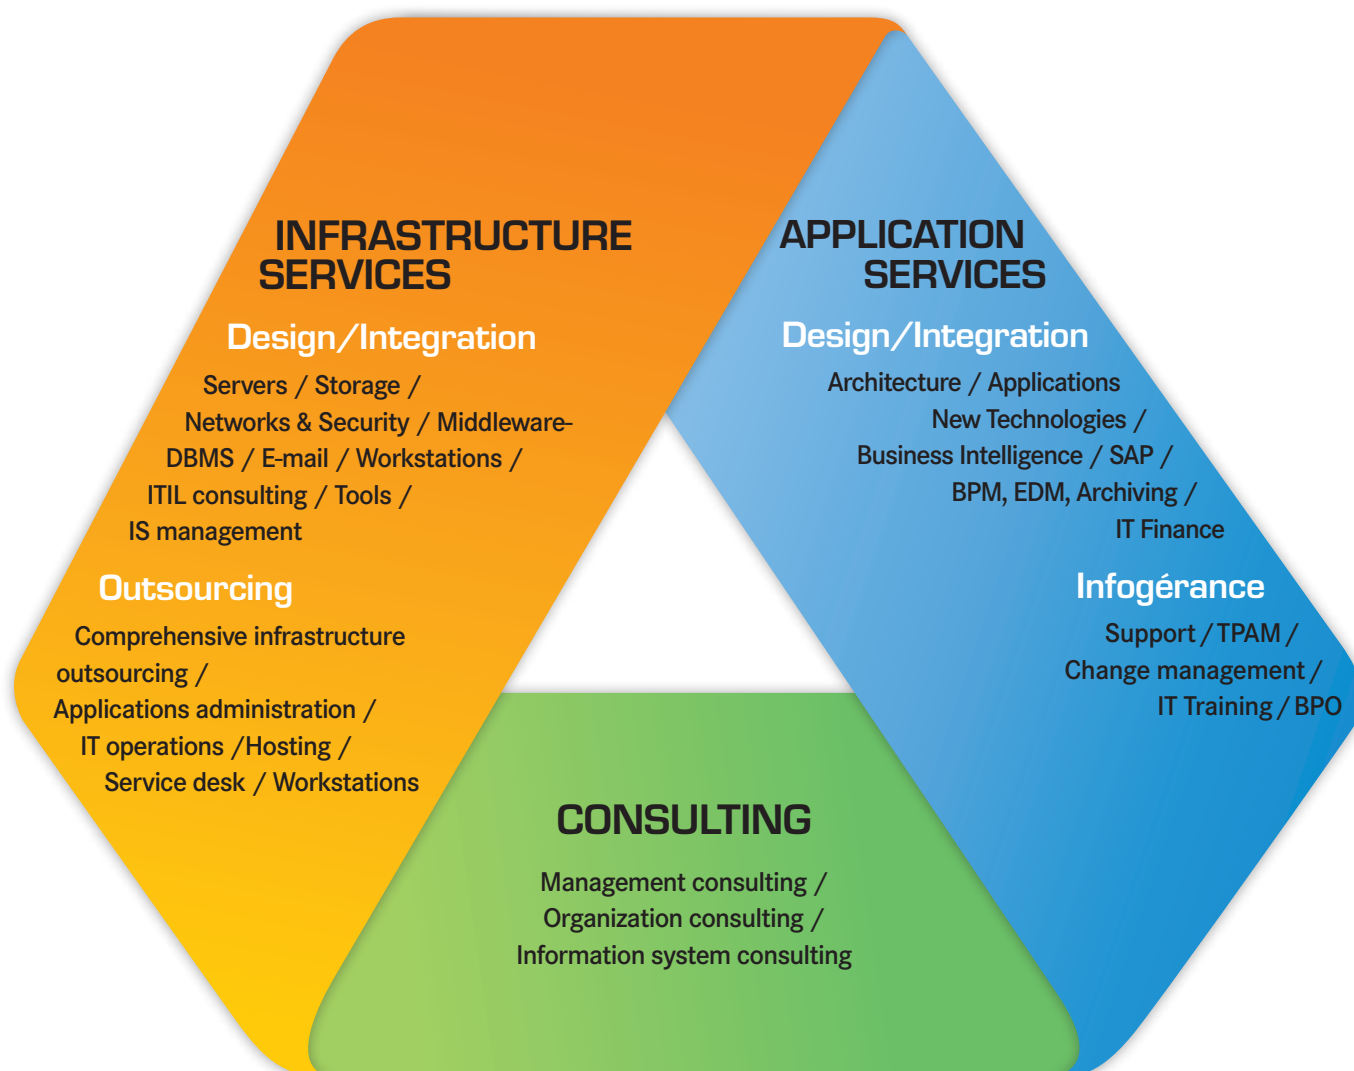 INFRASTRUCTURE
SERVICES
Design/Integration
Servers / Storage /
Networks & Security / Middleware-
DBMS / E-mail / Workstations /
ITIL consulting / Tools /
IS management
Outsourcing
Comprehensive infrastructure
outsourcing /
Applications administration /
IT operations /Hosting /
Service desk / Workstations
APPLICATION
SERVICES
Design/Integration
Architecture / Applications
New Technologies /
Business Intelligence / SAP /
BPM, EDM, Archiving /
IT Finance
Infogérance
Support / TPAM /
Change management /
IT Training / BPO
CONSULTING
Management consulting /
Organization consulting /
Information system consulting